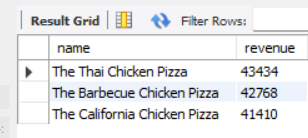 Result Grid Filter Rows:
name revenue
The Thai Chicken Pizza 43434
The Barbecue Chicken Pizza 42768
The California Chicken Pizza 41410